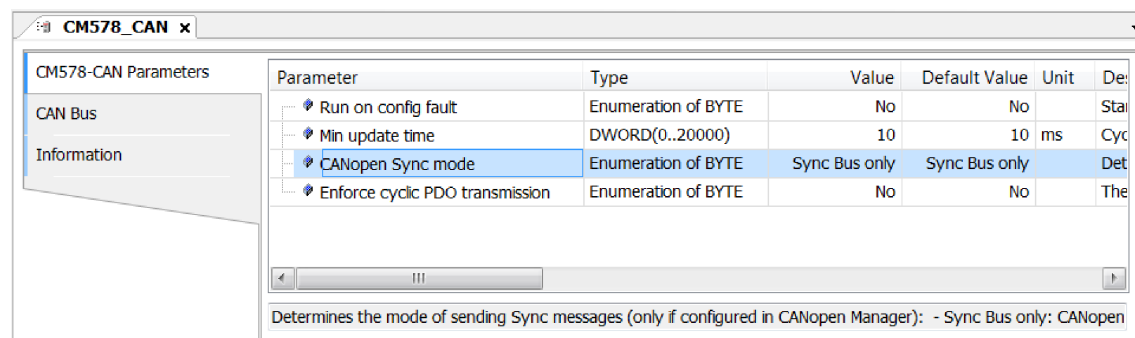 CM578_CAN x
CM578-CAN Parameters
CAN Bus
Information
Parameter Type Value Default Value Unit Des
Run on config fault Enumeration of BYTE No No Star
Min update time DWORD(0..20000) 10 10 ms Cyc
CANopen Sync mode Enumeration of BYTE Sync Bus only Sync Bus only Det
Enforce cyclic PDO transmission Enumeration of BYTE No No The
Determines the mode of sending Sync messages (only if configured in CANopen Manager): - Sync Bus only: CANopen